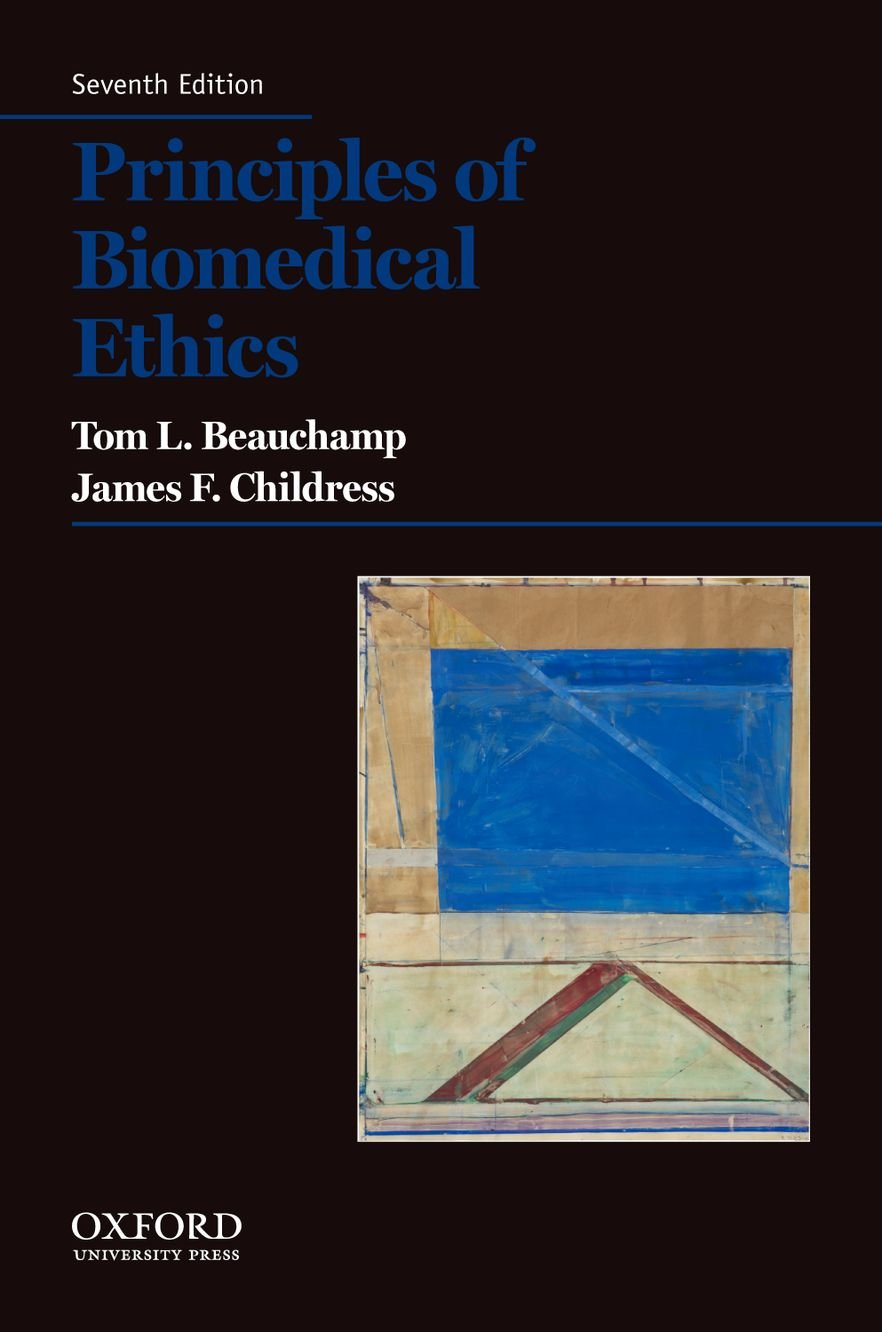 Seventh Edition
Principles of
Biomedical
Ethics
Tom L. Beauchamp
James F. Childress
OXFORD
UNIVERSITY PRESS